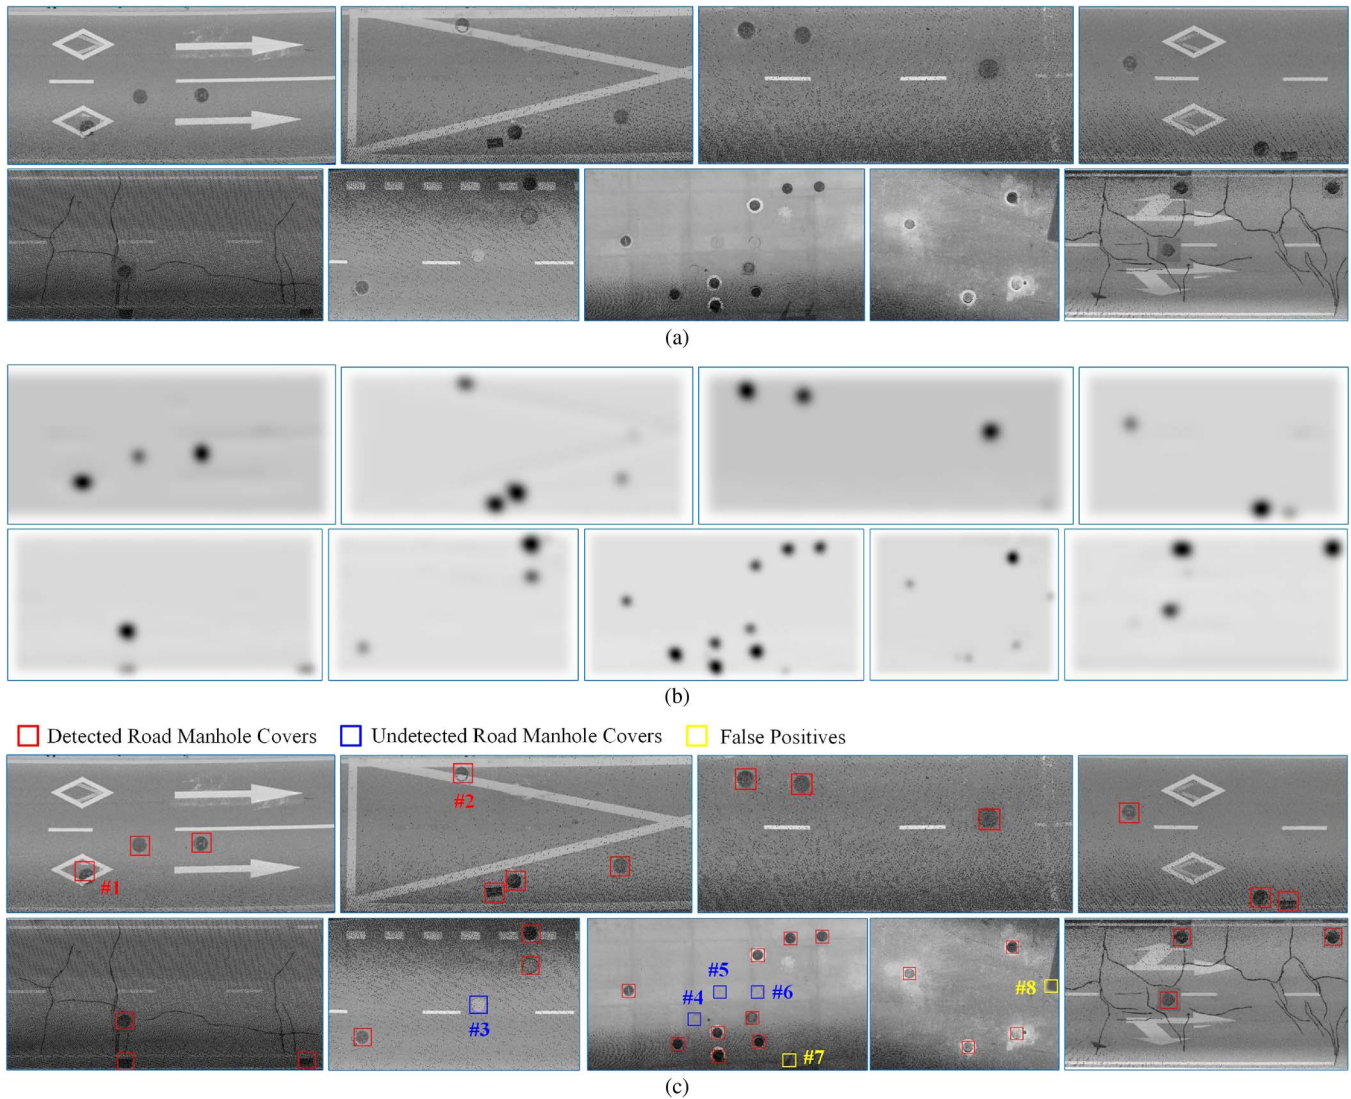 (a)
(b)
Detected Road Manhole Covers Undetected Road Manhole Covers False Positives
#2
#1
#5
#4 #6
#3
#7
#8
(c)